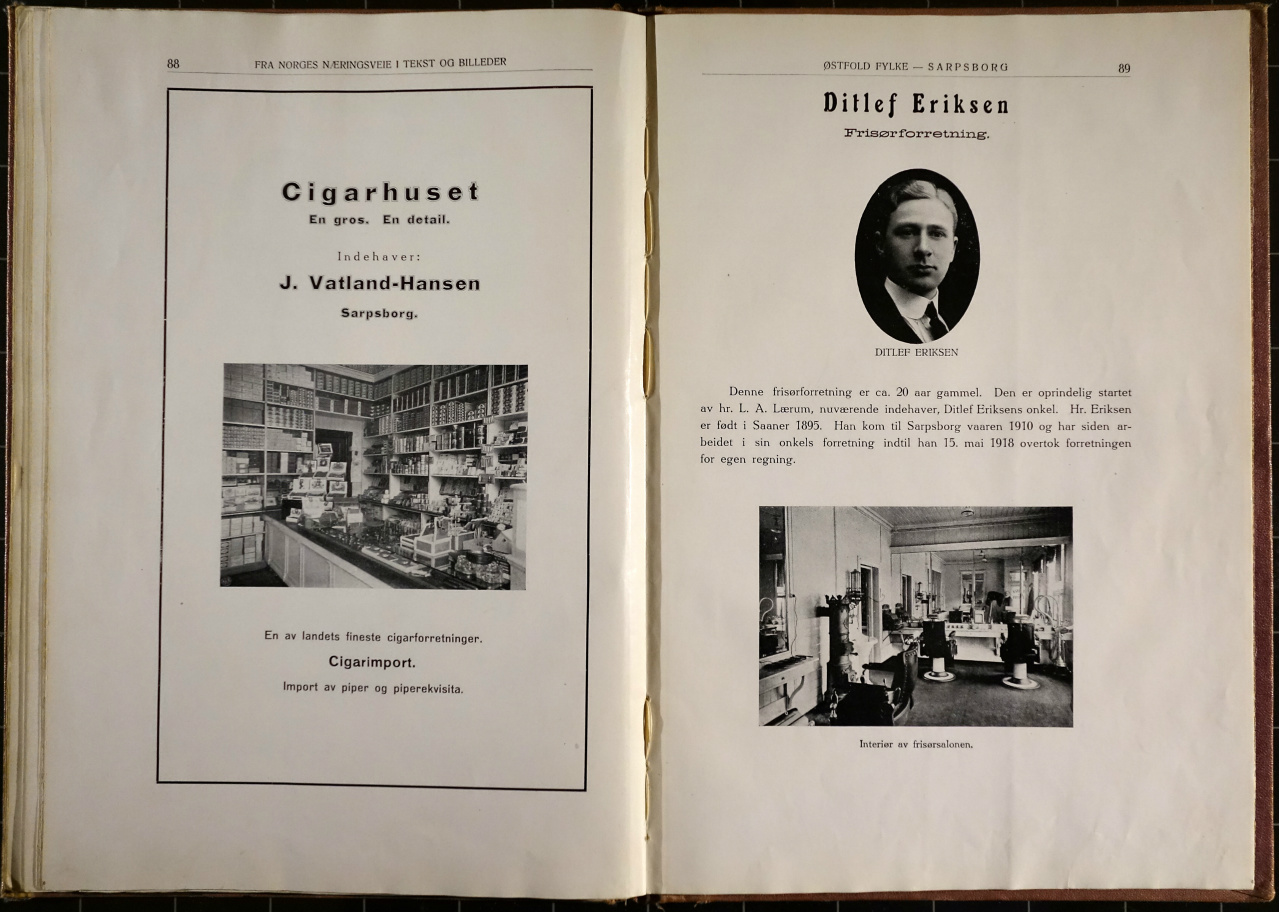 88
FRA NORGES NÆRINGSVEIE I TEKST OG BILLEDER
Cigarhuset
En gros. En detail.
Indehaver:
J. Vatland-Hansen
Sarpsborg.
En av landets fineste cigarforretninger.
Cigarimport.
Import av piper og piperekvisita.
ØSTFOLD FYLKE — SARPSBORG
89
Ditlef Eriksen
Frisørforretning.
DITLEF ERIKSEN
Denne frisørforretning er ca. 20 aar gammel. Den er oprindelig startet
av hr. L. A. Lærum, nuværende indehaver, Ditlef Eriksens onkel. Hr. Eriksen
er født i Saaner 1895. Han kom til Sarpsborg vaaren 1910 og har siden ar-
beidet i sin onkels forretning indtil han 15. mai 1918 overtok forretningen
for egen regning.
Interiør av frisørsalonen.